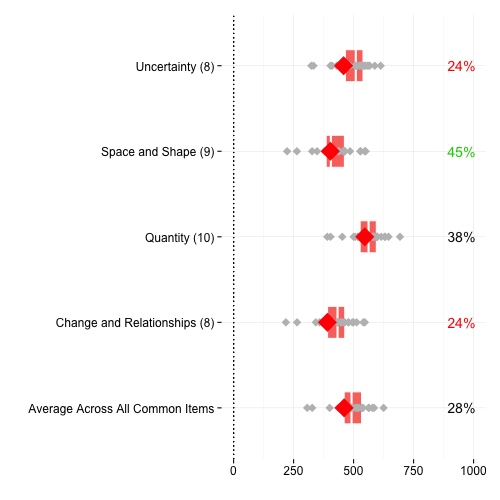 Uncertainty (8) 24%
Space and Shape (9) 45%
Quantity (10) 38%
Change and Relationships (8) 24%
Average Across All Common Items 28%
0 250 500 750 1000